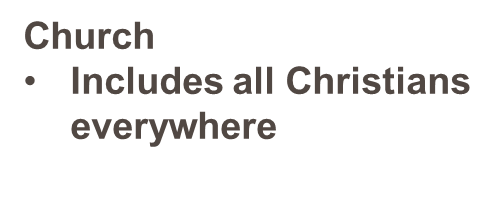 Church
• Includes all Christians
everywhere